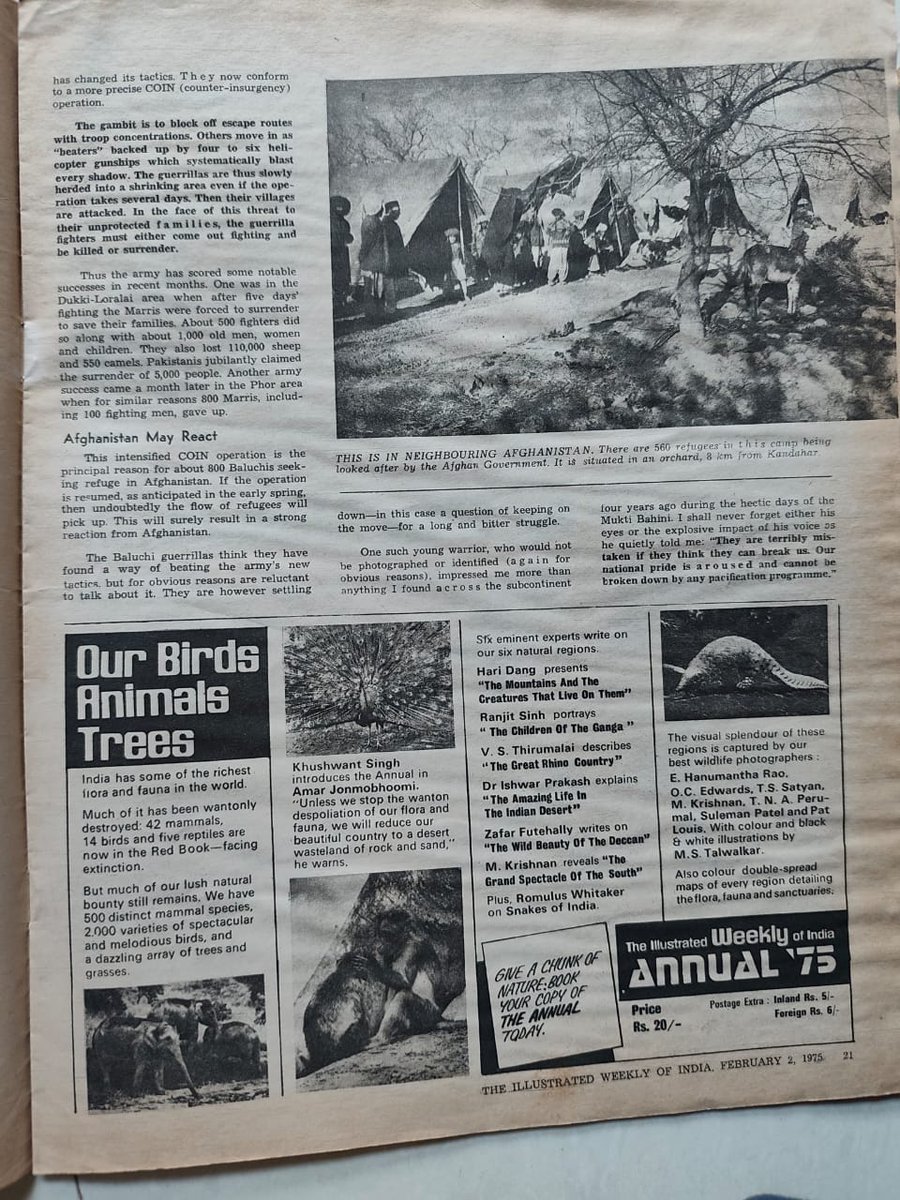 has changed its tactics. They now conform
to a more precise COIN (counter-insurgency)
operation.
The gambit is to block off escape routes
with troop concentrations. Others move in as
"beaters" backed up by four to six heli-
copter gunships which systematically blast
every shadow. The guerrillas are thus slowly
herded into a shrinking area even if the ope-
ration takes several days. Then their villages
are attacked. In the face of this threat to
their unprotected families, the guerrilla
fighters must either come out fighting and
be killed or surrender.
Thus the army has scored some notable
successes in recent months. One was in the
Dukki-Loralai area when after five days'
fighting the Marris were forced to surrender
to save their families. About 500 fighters did
so along with about 1,000 old men, women
and children. They also lost 110,000 sheep
and 550 camels. Pakistanis jubilantly claimed
the surrender of 5,000 people. Another army
success came a month later in the Phor area
when for similar reasons 800 Marris, includ-
ing 100 fighting men, gave up.
Afghanistan May React
This intensified COIN operation is the
principal reason for about 800 Baluchis seek-
ing refuge in Afghanistan. If the operation
is resumed, as anticipated in the early spring,
then undoubtedly the flow of refugees will
pick up. This will surely result in a strong
reaction from Afghanistan.
The Baluchi guerrillas think they have
found a way of beating the army's new
tactics, but for obvious reasons are reluctant
to talk about it. They are however settling
THIS IS IN NEIGHBOURING AFGHANISTAN. There are 560 refugees in this camp being
looked after by the Afghan Government. It is situated in an orchard, 8 km from Kandahar
down—in this case a question of keeping on
the move—for a long and bitter struggle.
One such young warrior, who would not
be photographed or identified (again for
obvious reasons), impressed me more than
anything I found across the subcontinent
four years ago during the hectic days of the
Mukti Bahini. I shall never forget either his
eyes or the explosive impact of his voice as
he quietly told me: "They are terribly mis-
taken if they think they can break us. Our
national pride is aroused and cannot be
broken down by any pacification programme."
Our Birds
Animals
Trees
India has some of the richest
flora and fauna in the world.
Much of it has been wantonly
destroyed: 42 mammals,
14 birds and five reptiles are
now in the Red Book—facing
extinction.
But much of our lush natural
bounty still remains. We have
500 distinct mammal species,
2,000 varieties of spectacular
and melodious birds, and
a dazzling array of trees and
grasses.
Khushwant Singh
introduces the Annual in
Amar Jonmobhoomi.
"Unless we stop the wanton
despoliation of our flora and
fauna, we will reduce our
beautiful country to a desert
wasteland of rock and sand,"
he warns.
Six eminent experts write on
our six natural regions.
Hari Dang presents
"The Mountains And The
Creatures That Live On Them"
Ranjit Sinh portrays
"The Children Of The Ganga"
V. S. Thirumalai describes
"The Great Rhino Country"
Dr Ishwar Prakash explains
"The Amazing Life In
The Indian Desert"
Zafar Futehally writes on
"The Wild Beauty Of The Deccan"
M. Krishnan reveals "The
Grand Spectacle Of The South"
Plus, Romulus Whitaker
on Snakes of India.
GIVE A CHUNK OF
NATURE: BOOK
YOUR COPY OF
THE ANNUAL
TODAY.
The visual splendour of these
regions is captured by our
best wildlife photographers :
E. Hanumantha Rao,
O.C. Edwards, T.S. Satyan,
M. Krishnan, T. N. A. Peru-
mal, Suleman Patel and Pat
Louis. With colour and black
& white illustrations by
M.S. Talwalkar.
Also colour double-spread
maps of every region detailing
the flora, fauna and sanctuaries.
The Illustrated Weekly of India
ANNUAL '75
Price
Rs. 20/-
Postage Extra : Inland Rs. 5/-
Foreign Rs. 6/-
THE ILLUSTRATED WEEKLY OF INDIA, FEBRUARY 2, 1975 21